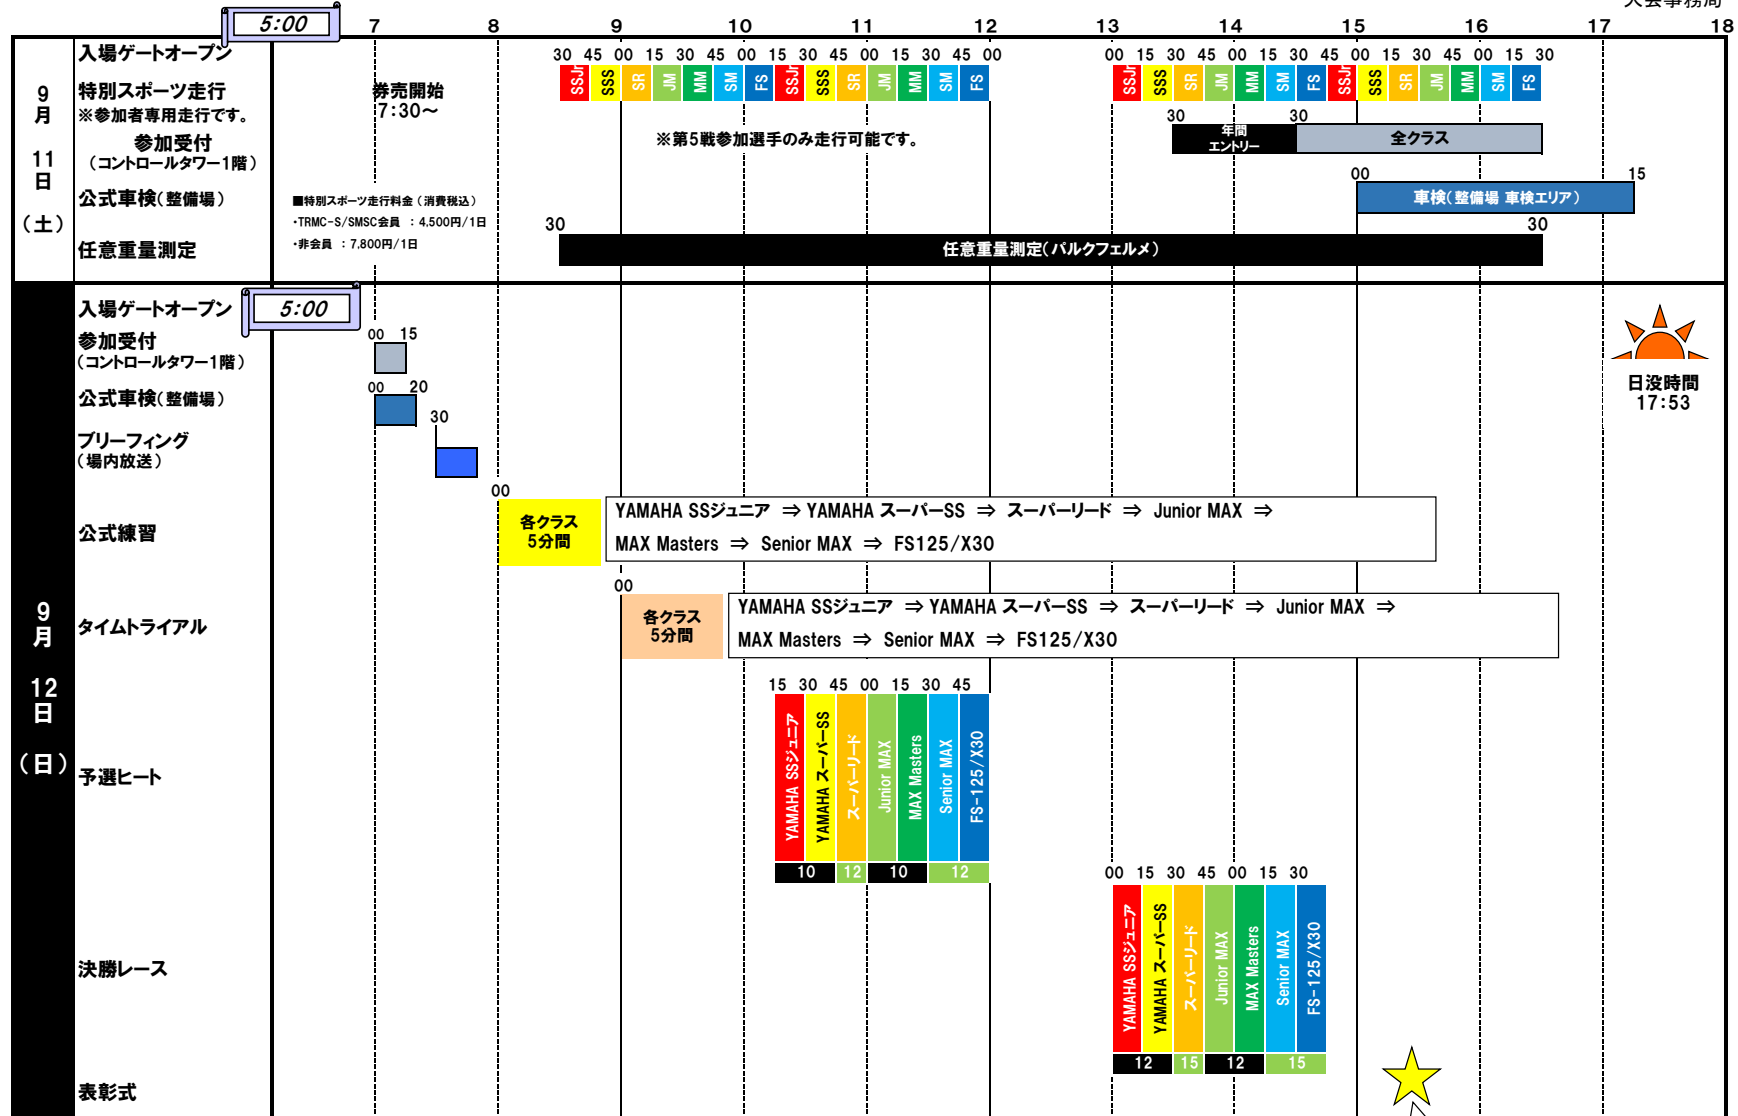 大会事務局
5:00 7 8 9 10 11 12 13 14 15 16 17 18
入場ゲートオープン
30 45 00 15 30 45 00 15 30 45 00 15 30 45 00 00 15 30 45 00 15 30 45 00 15 30 45 00 15 30
特別スポーツ走行
※参加者専用走行です。
券売開始
7:30～
SSJr SSS SR JM MM SM FS SSJr SSS SR JM MM SM FS SSJr SSS SR JM MM SM FS SSJr SSS SR JM MM SM FS
9月11日（土）
参加受付
（コントロールタワー1階）
※第5戦参加選手のみ走行可能です。
30 30
年間
エントリー
全クラス
公式車検（整備場）
00 15
車検（整備場 車検エリア）
■特別スポーツ走行料金（消費税込）
・TRMC-S/SMSC会員 ：4,500円/1日
・非会員 ：7,800円/1日
任意重量測定
30 30
任意重量測定（パルクフェルメ）
入場ゲートオープン
5:00
参加受付
（コントロールタワー1階）
00 15
公式車検（整備場）
00 20
ブリーフィング
（場内放送）
30
日没時間
17:53
9月12日（日）
公式練習
00
各クラス
5分間
YAMAHA SSジュニア ⇒ YAMAHA スーパーSS ⇒ スーパーリード ⇒ Junior MAX ⇒
MAX Masters ⇒ Senior MAX ⇒ FS125/X30
タイムトライアル
00
各クラス
5分間
YAMAHA SSジュニア ⇒ YAMAHA スーパーSS ⇒ スーパーリード ⇒ Junior MAX ⇒
MAX Masters ⇒ Senior MAX ⇒ FS125/X30
予選ヒート
15 30 45 00 15 30 45
YAMAHA SSジュニア
YAMAHA スーパーSS
スーパーリード
Junior MAX
MAX Masters
Senior MAX
FS-125/X30
10 12 10 12
決勝レース
00 15 30 45 00 15 30
YAMAHA SSジュニア
YAMAHA スーパーSS
スーパーリード
Junior MAX
MAX Masters
Senior MAX
FS-125/X30
12 15 12 15
表彰式